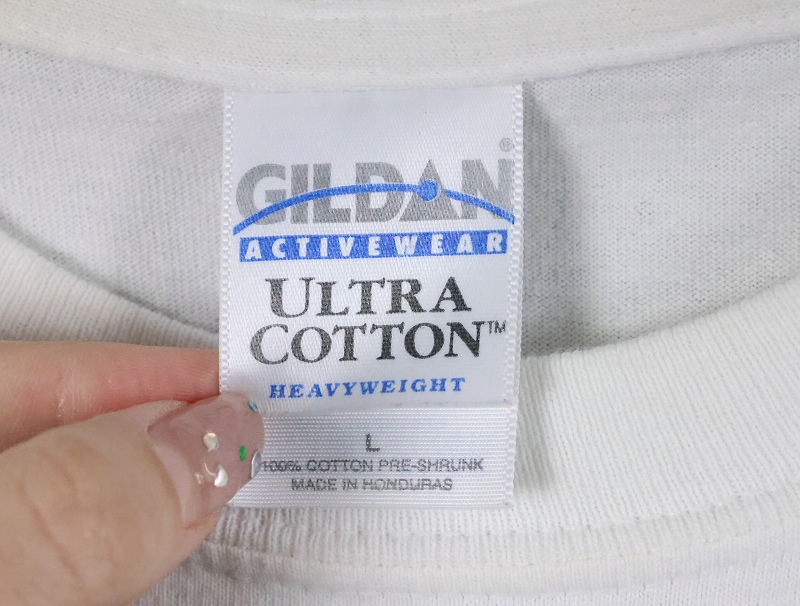 GILDAN®
ACTIVEWEAR
ULTRA
COTTON™
HEAVYWEIGHT
L
100% COTTON PRE-SHRUNK
MADE IN HONDURAS